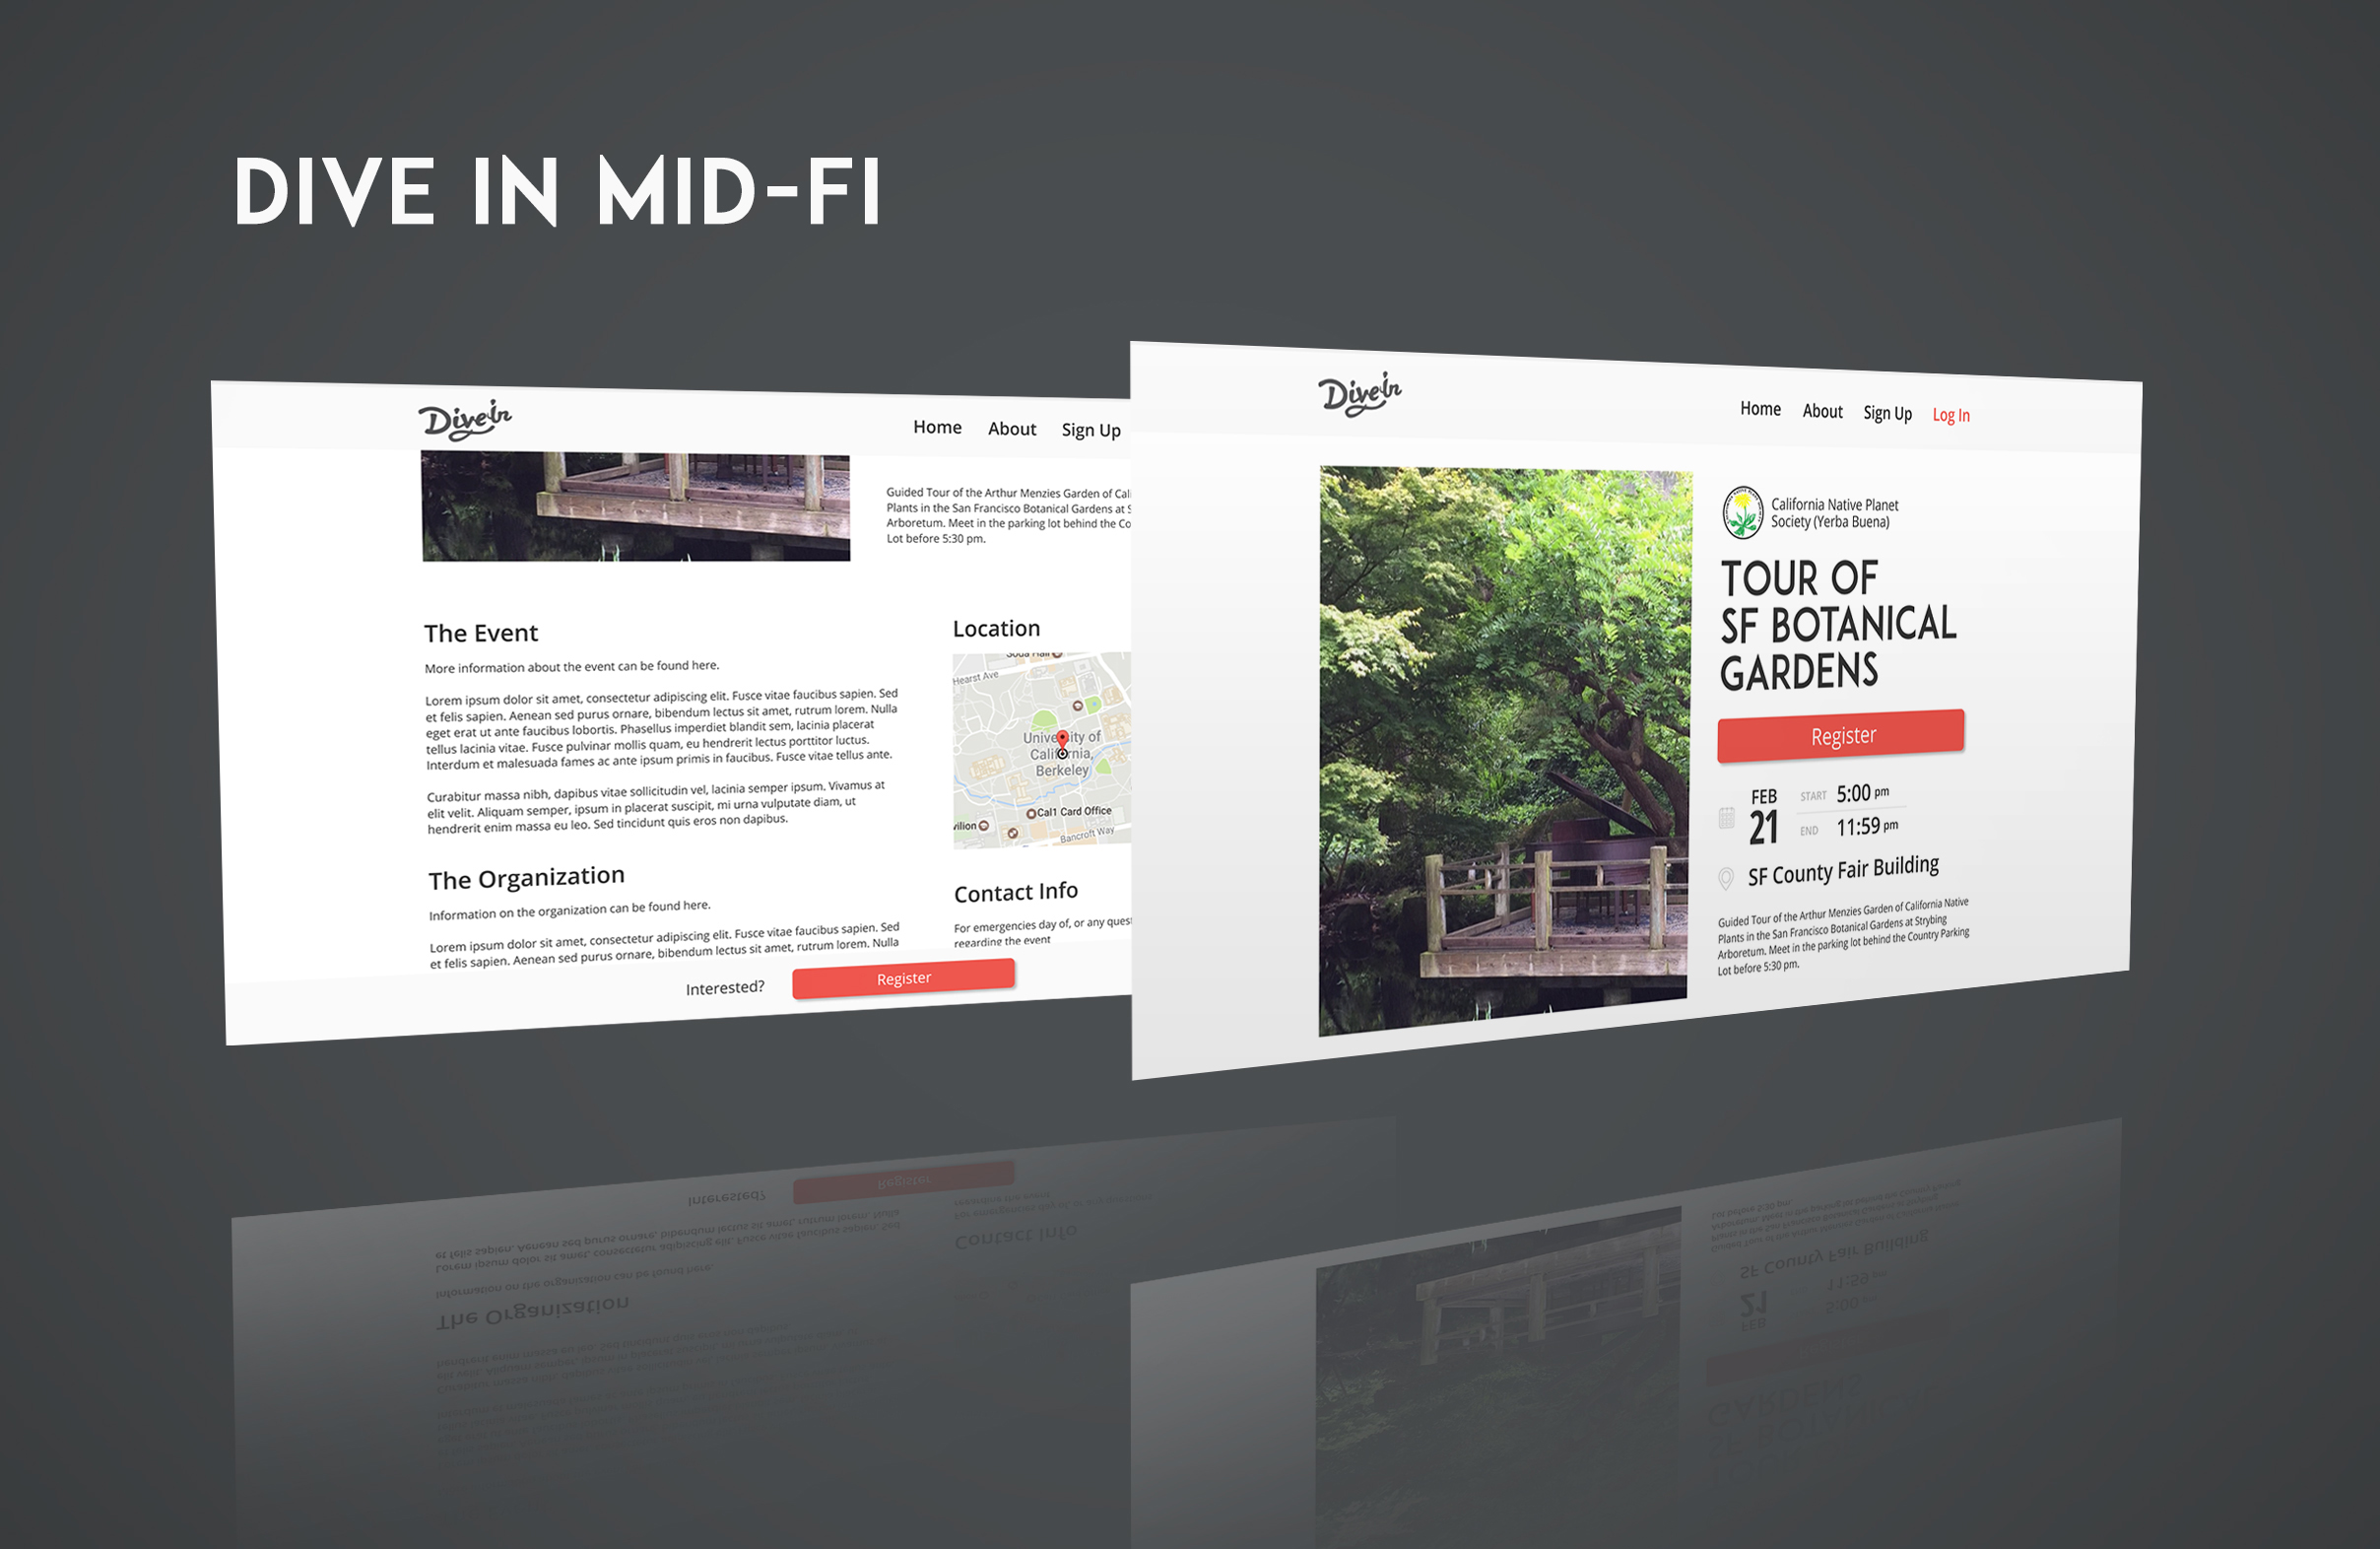 DIVE IN MID-FI
Dive in
Home About Sign Up
Guided Tour of the Arthur Menzies Garden of Cali
Plants in the San Francisco Botanical Gardens at S
Arboretum. Meet in the parking lot behind the Co
Lot before 5:30 pm.
The Event
More information about the event can be found here.
Lorem ipsum dolor sit amet, consectetur adipiscing elit. Fusce vitae faucibus sapien. Sed
et felis sapien. Aenean sed purus ornare, bibendum lectus sit amet, rutrum lorem. Nulla
eget erat ut ante faucibus lobortis. Phasellus imperdiet blandit sem, lacinia placerat
tellus lacinia vitae. Fusce pulvinar mollis quam, eu hendrerit lectus porttitor luctus.
Interdum et malesuada fames ac ante ipsum primis in faucibus. Fusce vitae tellus ante.
Curabitur massa nibh, dapibus vitae sollicitudin vel, lacinia semper ipsum. Vivamus at
elit velit. Aliquam semper, ipsum in placerat suscipit, mi urna vulputate diam, ut
hendrerit enim massa eu leo. Sed tincidunt quis eros non dapibus.
The Organization
Information on the organization can be found here.
Lorem ipsum dolor sit amet, consectetur adipiscing elit. Fusce vitae faucibus sapien. Sed
et felis sapien. Aenean sed purus ornare, bibendum lectus sit amet, rutrum lorem. Nulla
Location
Soda Hall
Hearst Ave
University of
California,
Berkeley
Cal1 Card Office
vilion
Bancroft Way
Contact Info
For emergencies day of, or any quest
regarding the event
Interested?
Register
Dive in
Home About Sign Up Log In
California Native Planet
Society (Yerba Buena)
TOUR OF
SF BOTANICAL
GARDENS
Register
FEB
21
START 5:00 pm
END 11:59 pm
SF County Fair Building
Guided Tour of the Arthur Menzies Garden of California Native
Plants in the San Francisco Botanical Gardens at Strybing
Arboretum. Meet in the parking lot behind the Country Parking
Lot before 5:30 pm.